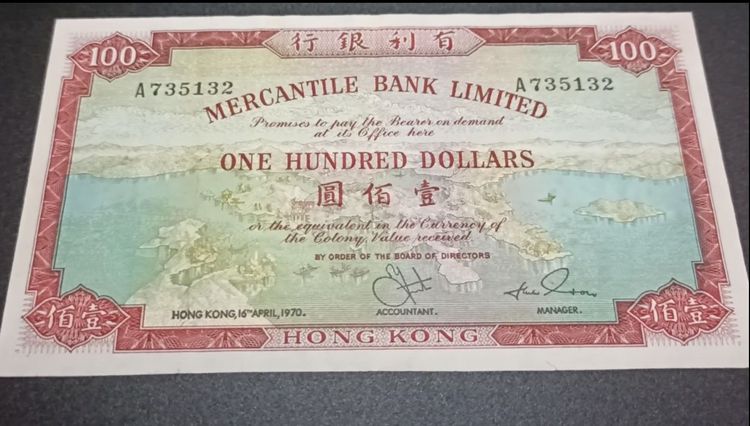 行銀利有
100 100
A735132 A735132
MERCANTILE BANK LIMITED
Promises to pay the Bearer on demand
at its Office here
ONE HUNDRED DOLLARS
圓佰壹
or the equivalent in the Currency of
the Colony, Value received
BY ORDER OF THE BOARD OF DIRECTORS
HONG KONG, 16TH APRIL, 1970. ACCOUNTANT. MANAGER.
佰壹 佰壹
HONG KONG